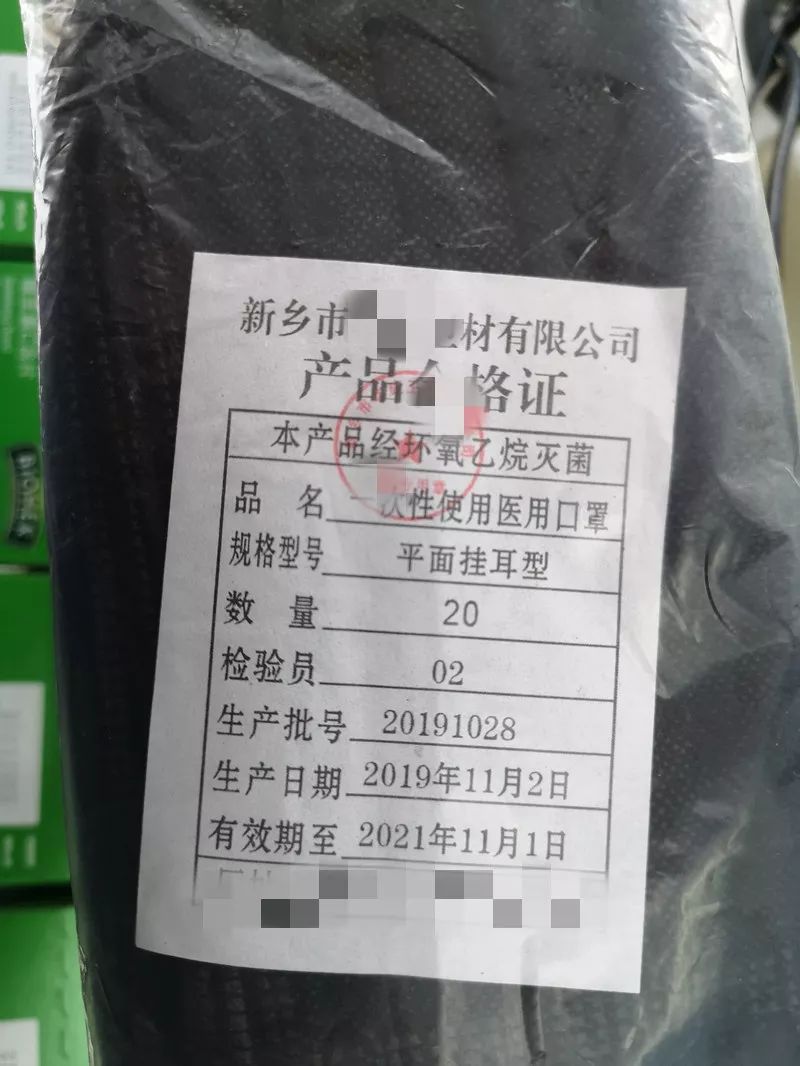 新乡市 材有限公司
产品合格证
本产品经环氧乙烷灭菌
品 名 一次性使用医用口罩
规格型号 平面挂耳型
数 量 20
检验员 02
生产批号 20191028
生产日期 2019年11月2日
有效期至 2021年11月1日